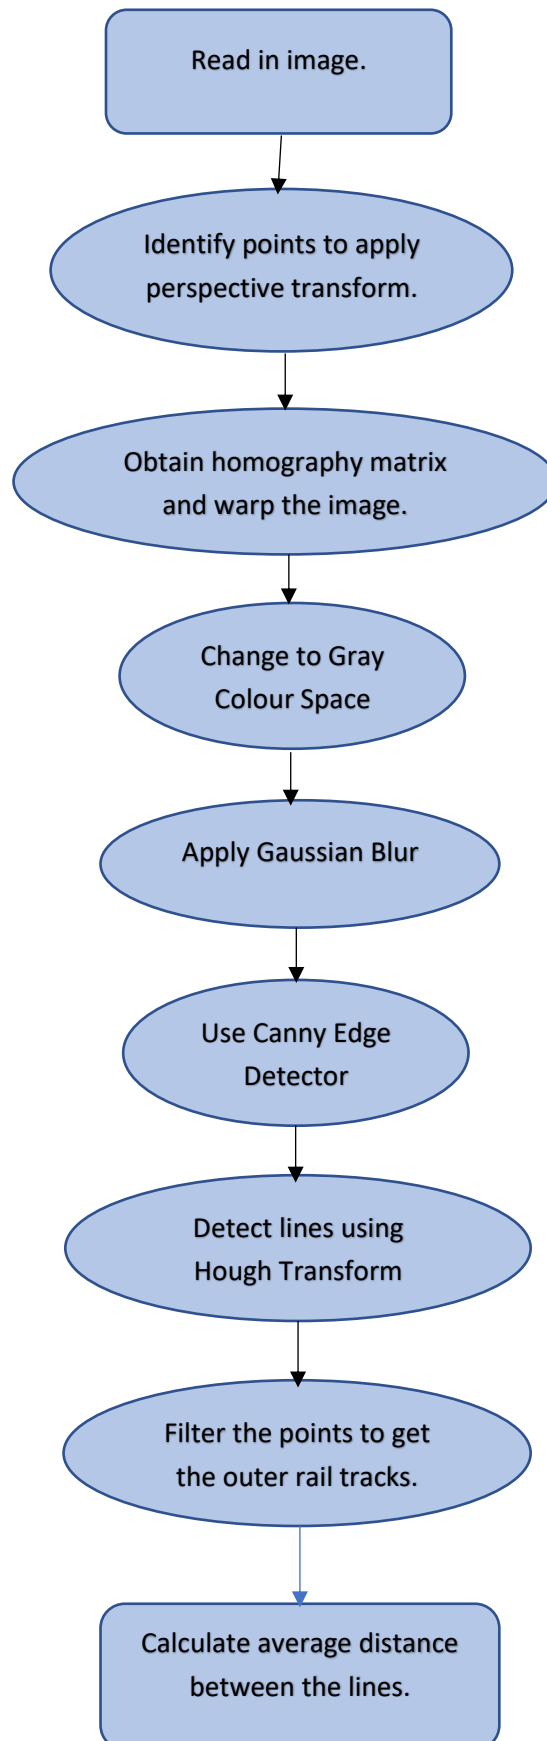 Read in image.
Identify points to apply
perspective transform.
Obtain homography matrix
and warp the image.
Change to Gray
Colour Space
Apply Gaussian Blur
Use Canny Edge
Detector
Detect lines using
Hough Transform
Filter the points to get
the outer rail tracks.
Calculate average distance
between the lines.